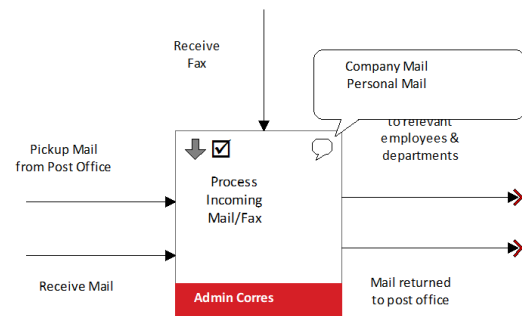 Receive
Fax
Company Mail
Personal Mail
to relevant
employees &
departments
Pickup Mail
from Post Office
Process
Incoming
Mail/Fax
Receive Mail
Admin Corres
Mail returned
to post office